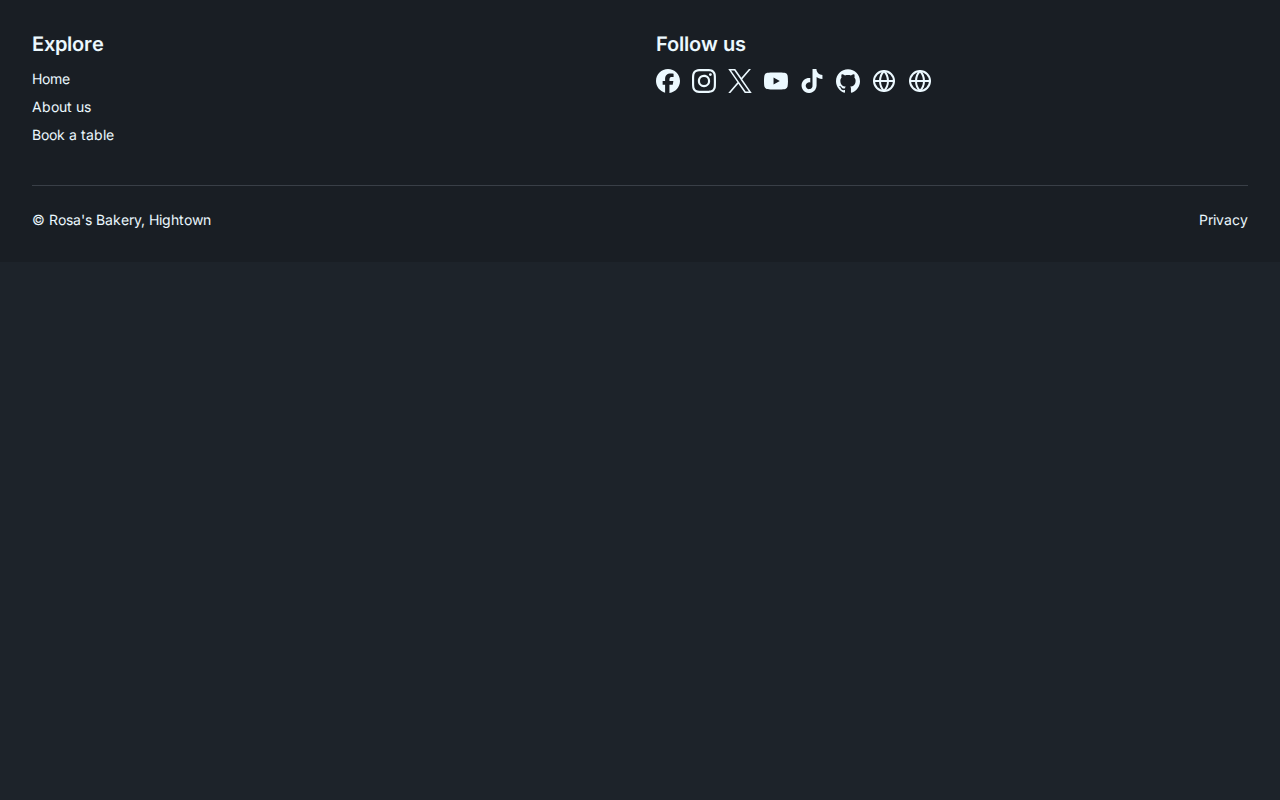 Explore
Home
About us
Book a table
Follow us
© Rosa's Bakery, Hightown
Privacy